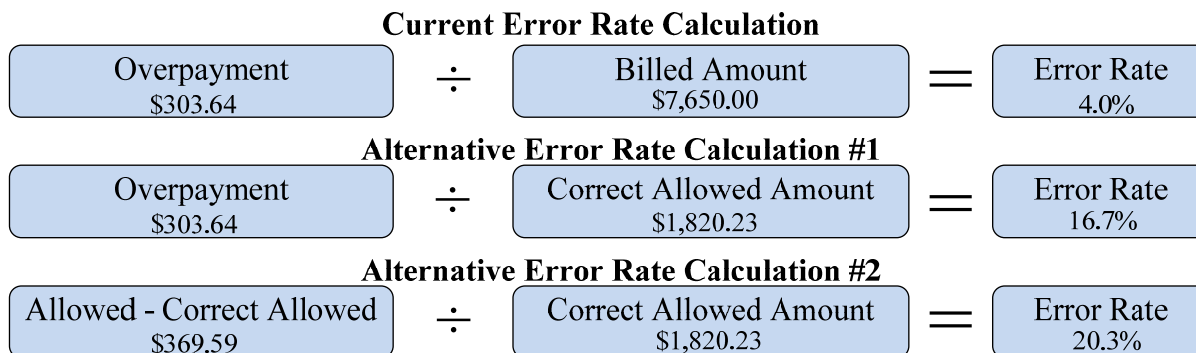 Current Error Rate Calculation
Overpayment ÷ Billed Amount = Error Rate
$303.64 $7,650.00 4.0%
Alternative Error Rate Calculation #1
Overpayment ÷ Correct Allowed Amount = Error Rate
$303.64 $1,820.23 16.7%
Alternative Error Rate Calculation #2
Allowed - Correct Allowed ÷ Correct Allowed Amount = Error Rate
$369.59 $1,820.23 20.3%